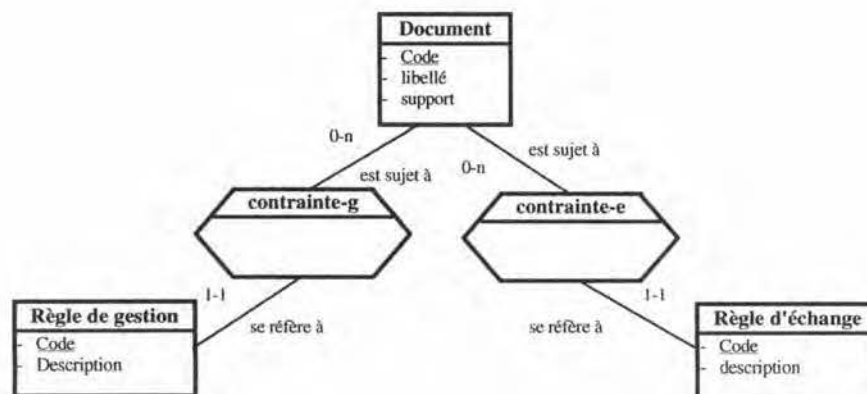 Document
- Code
- libellé
- support
0-n
est sujet à
0-n
est sujet à
contrainte-g
contrainte-e
1-1
se réfère à
1-1
se réfère à
Règle de gestion
- Code
- Description
Règle d'échange
- Code
- description